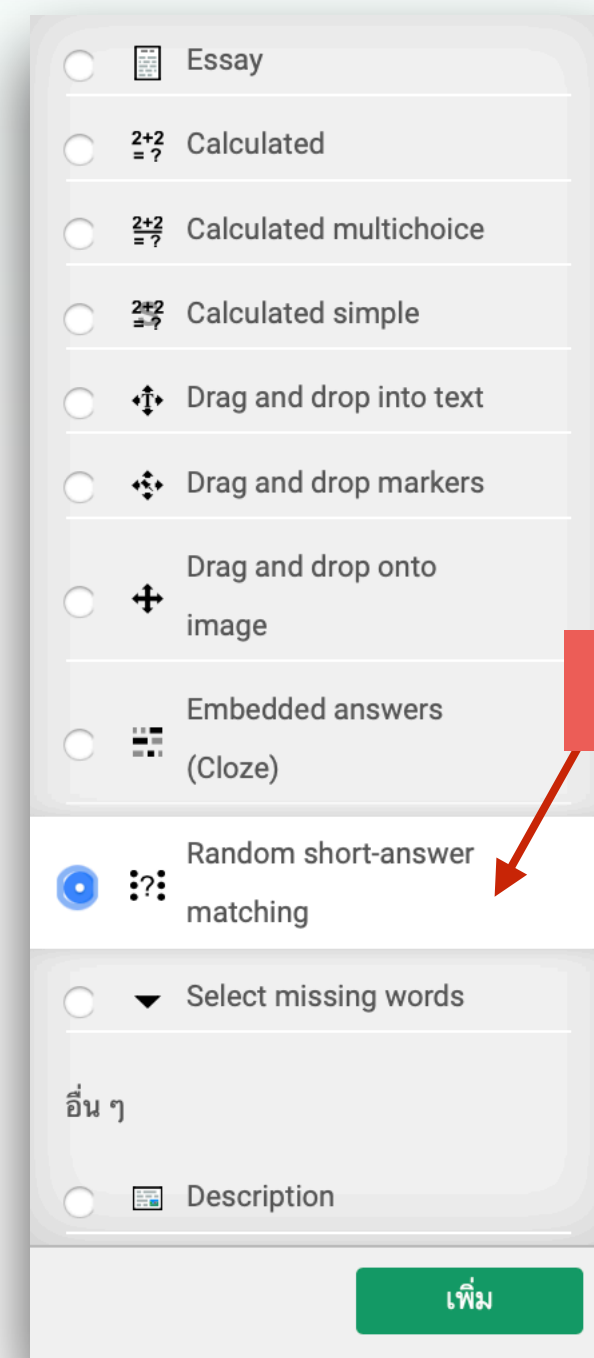 Essay
2+2
= ?
Calculated
2+2
= ?
Calculated multichoice
2+2
= ?
Calculated simple
Drag and drop into text
Drag and drop markers
Drag and drop onto
image
Embedded answers
(Cloze)
Random short-answer
matching
Select missing words
อื่น ๆ
Description
เพิ่ม